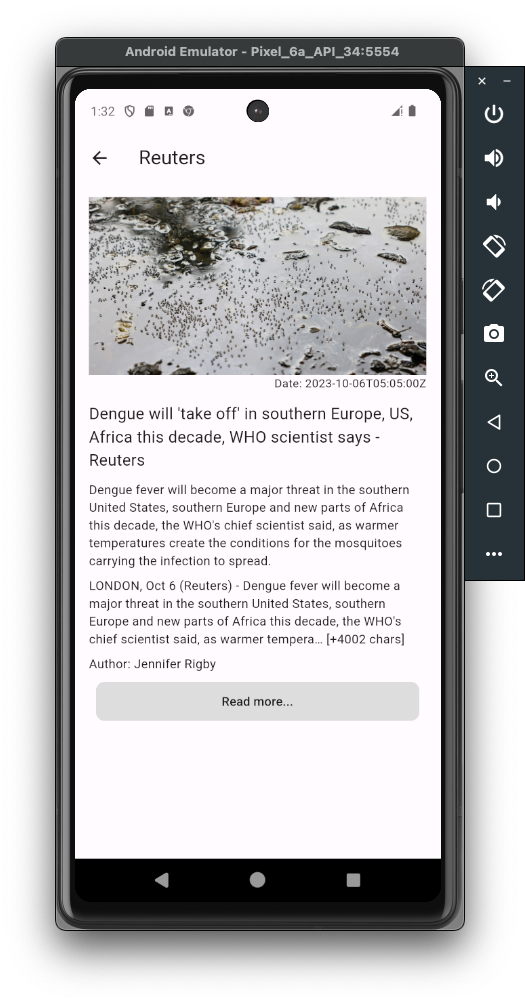 Android Emulator - Pixel_6a_API_34:5554
1:32
Reuters
Date: 2023-10-06T05:05:00Z
Dengue will 'take off' in southern Europe, US,
Africa this decade, WHO scientist says -
Reuters
Dengue fever will become a major threat in the southern
United States, southern Europe and new parts of Africa
this decade, the WHO's chief scientist said, as warmer
temperatures create the conditions for the mosquitoes
carrying the infection to spread.
LONDON, Oct 6 (Reuters) - Dengue fever will become a
major threat in the southern United States, southern
Europe and new parts of Africa this decade, the WHO's
chief scientist said, as warmer tempera… [+4002 chars]
Author: Jennifer Rigby
Read more...